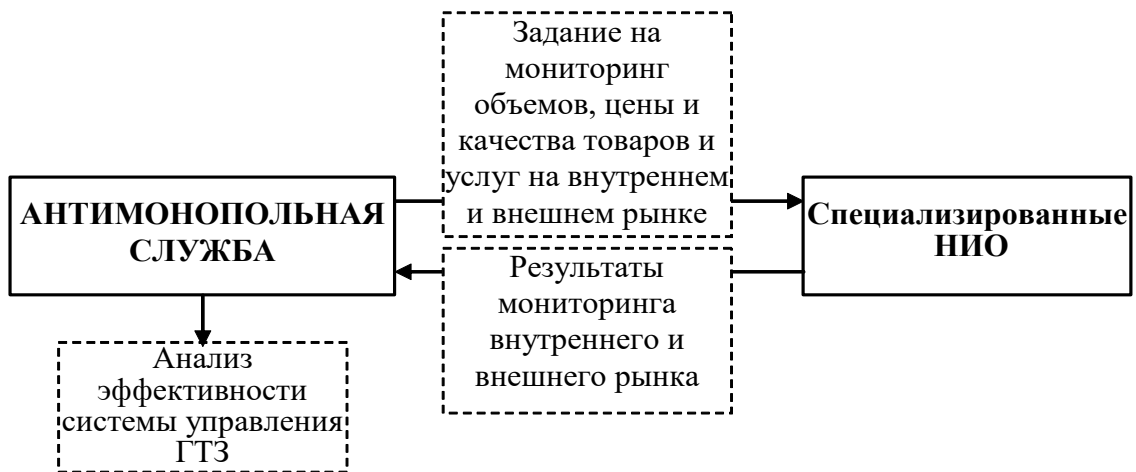 Задание на
мониторинг
объемов, цены и
качества товаров и
услуг на внутреннем
и внешнем рынке
АНТИМОНОПОЛЬНАЯ
СЛУЖБА
Специализированные
НИО
Результаты
мониторинга
внутреннего и
внешнего рынка
Анализ
эффективности
системы управления
ГТЗ